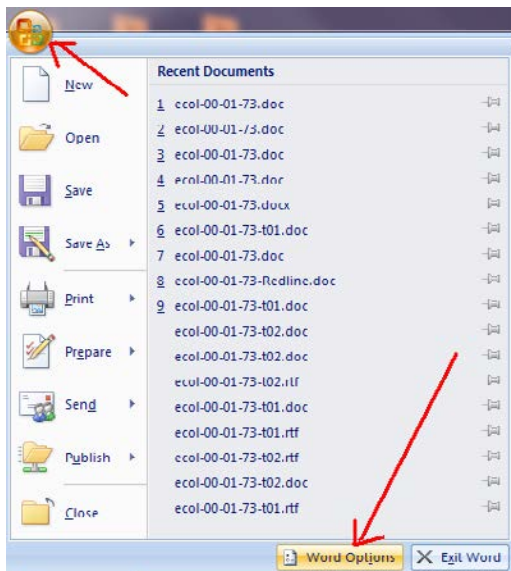 New
Open
Save
Save As
Print
Prepare
Send
Publish
Close
Recent Documents
1 ecol-00-01-73.doc
2 ecol-00-01-73.doc
3 ecol-00-01-73.doc
4 ecol-00-01-73.doc
5 ecol-00-01-73.docx
6 ecol-00-01-73-t01.doc
7 ecol-00-01-73.doc
8 ecol-00-01-73-Redline.doc
9 ecol-00-01-73-t01.doc
ecol-00-01-73-t02.doc
ecol-00-01-73-t02.doc
ecol-00-01-73-t02.rtf
ecol-00-01-73-t01.doc
ecol-00-01-73-t01.rtf
ecol-00-01-73-t02.rtf
ecol-00-01-73-t02.doc
ecol-00-01-73-t01.rtf
Word Options
Exit Word